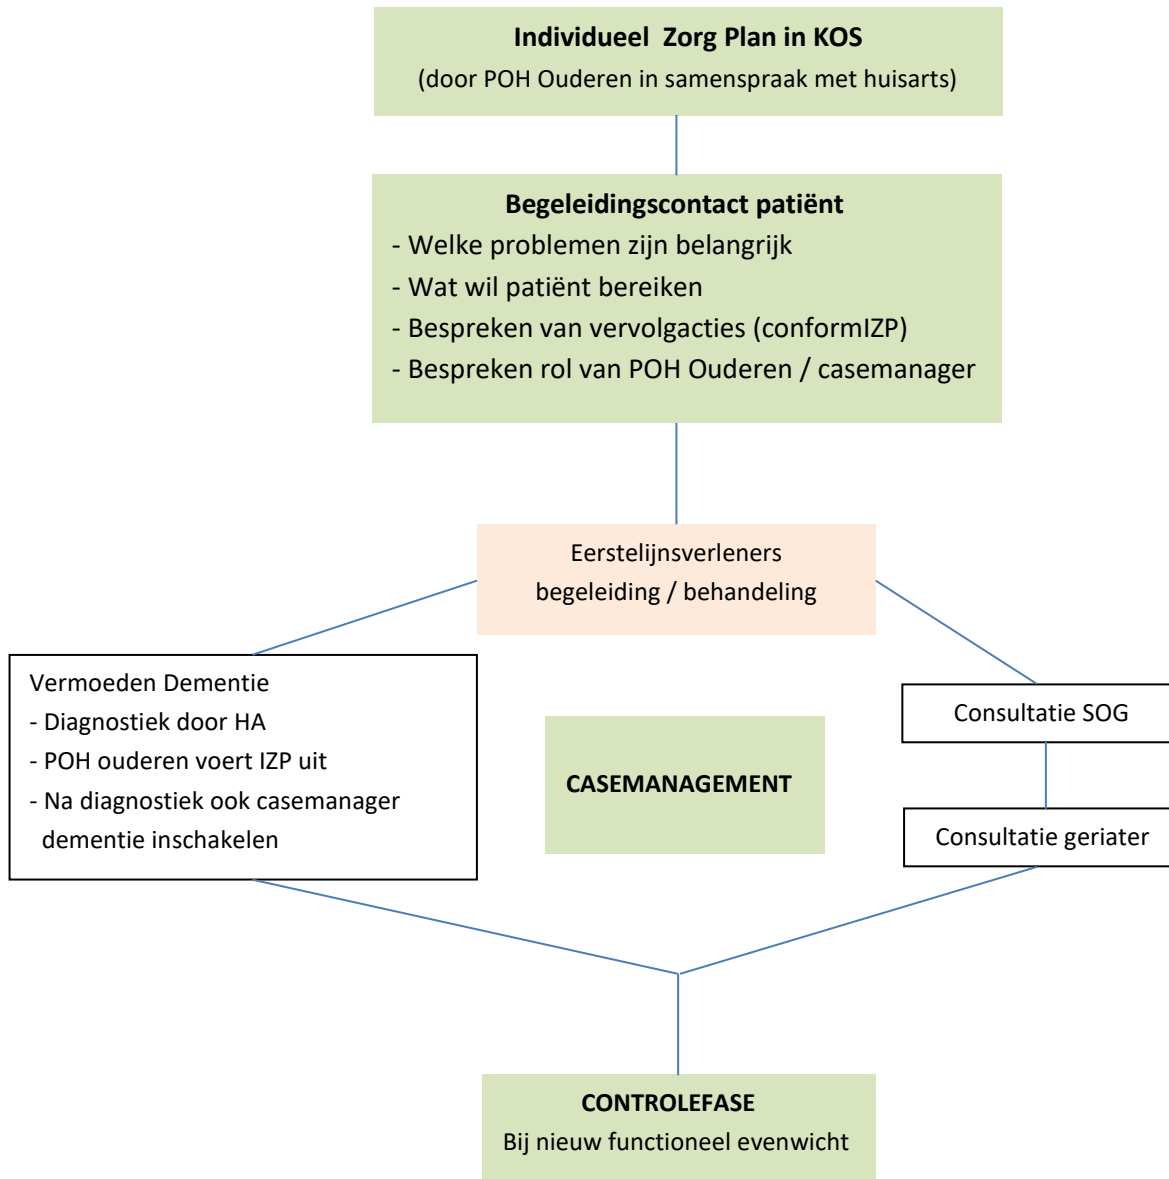 Individueel  Zorg Plan in KOS
(door POH Ouderen in samenspraak met huisarts)
Begeleidingscontact patiënt
- Welke problemen zijn belangrijk
- Wat wil patiënt bereiken
- Bespreken van vervolgacties (conformIZP)
- Bespreken rol van POH Ouderen / casemanager
Eerstelijnsverleners
begeleiding / behandeling
Vermoeden Dementie
- Diagnostiek door HA
- POH ouderen voert IZP uit
- Na diagnostiek ook casemanager
dementie inschakelen
CASEMANAGEMENT
Consultatie SOG
Consultatie geriater
CONTROLEFASE
Bij nieuw functioneel evenwicht